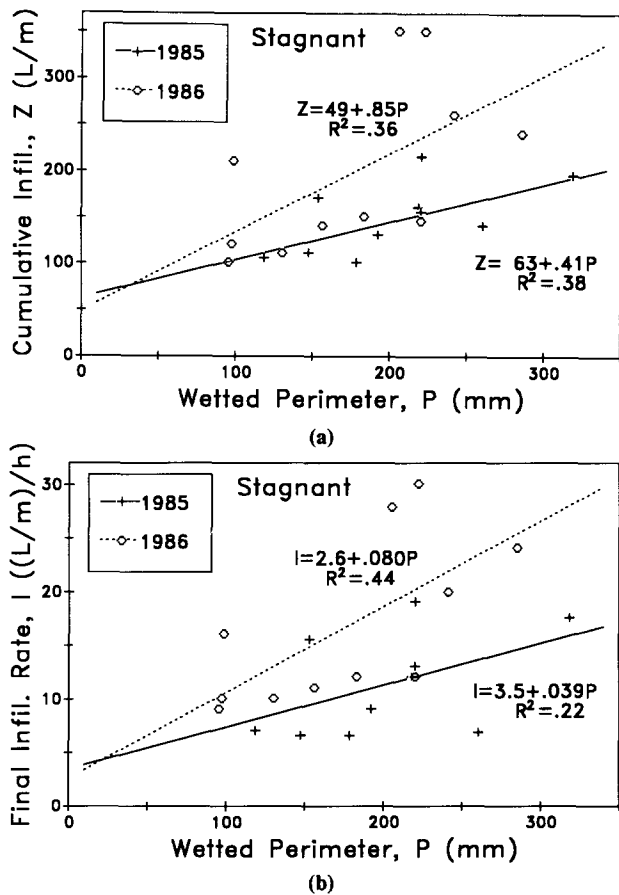 1985
1986
Stagnant
Z=49+.85P
R²=.36
Z= 63+.41P
R²=.38
Cumulative Infil., Z (L/m)
300
200
100
0
0 100 200 300
Wetted Perimeter, P (mm)
(a)
1985
1986
Stagnant
I=2.6+.080P
R²=.44
I=3.5+.039P
R²=.22
Final Infil. Rate, I ((L/m)/h)
30
20
10
0
0 100 200 300
Wetted Perimeter, P (mm)
(b)